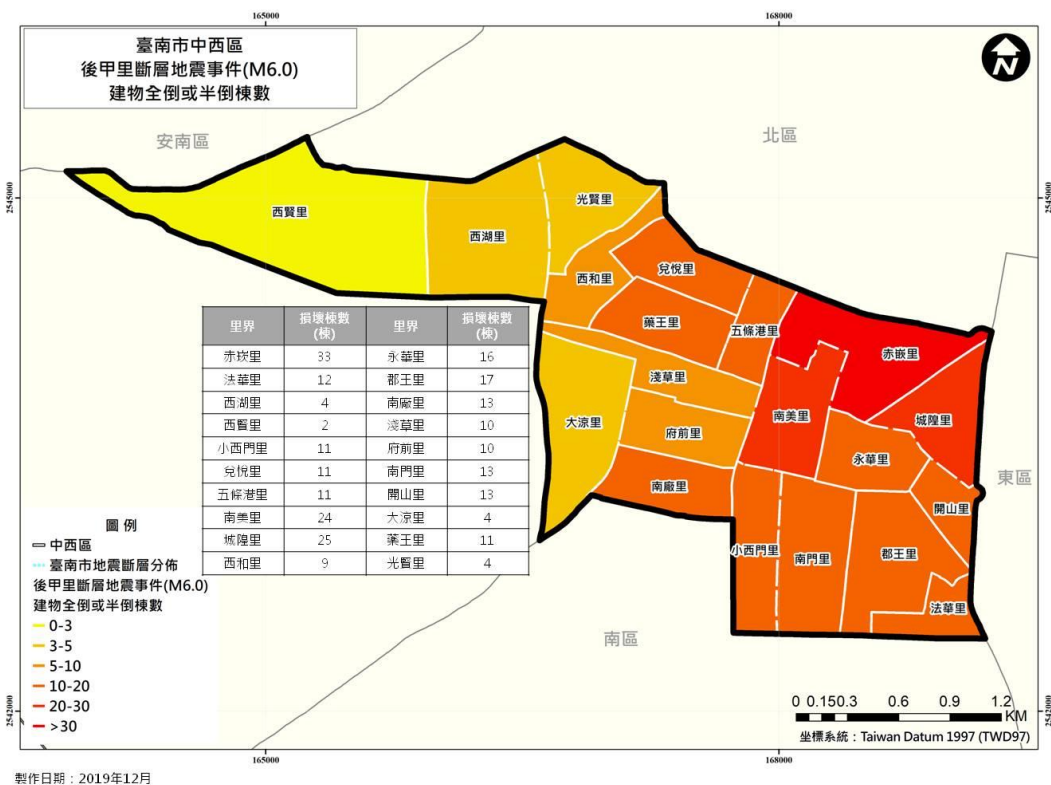 165000
168000
臺南市中西區
後甲里斷層地震事件(M6.0)
建物全倒或半倒棟數
N
安南區
北區
2545000
2545000
光賢里
西賢里
西湖里
兌悅里
西和里
藥王里
五條港里
赤嵌里
淺草里
南美里
城隍里
大涼里
府前里
永華里
東區
南廠里
開山里
小西門里
南門里
郡王里
法華里
南區
里界 損壞棟數(棟) 里界 損壞棟數(棟)
赤崁里 33 永華里 16
法華里 12 郡王里 17
西湖里 4 南廠里 13
西賢里 2 淺草里 10
小西門里 11 府前里 10
兌悅里 11 南門里 13
五條港里 11 開山里 13
南美里 24 大涼里 4
城隍里 25 藥王里 11
西和里 9 光賢里 4
圖 例
中西區
臺南市地震斷層分佈
後甲里斷層地震事件(M6.0)
建物全倒或半倒棟數
0-3
3-5
5-10
10-20
20-30
>30
2542000
2542000
0 0.15 0.3 0.6 0.9 1.2
KM
坐標系統：Taiwan Datum 1997 (TWD97)
165000
168000
製作日期：2019年12月